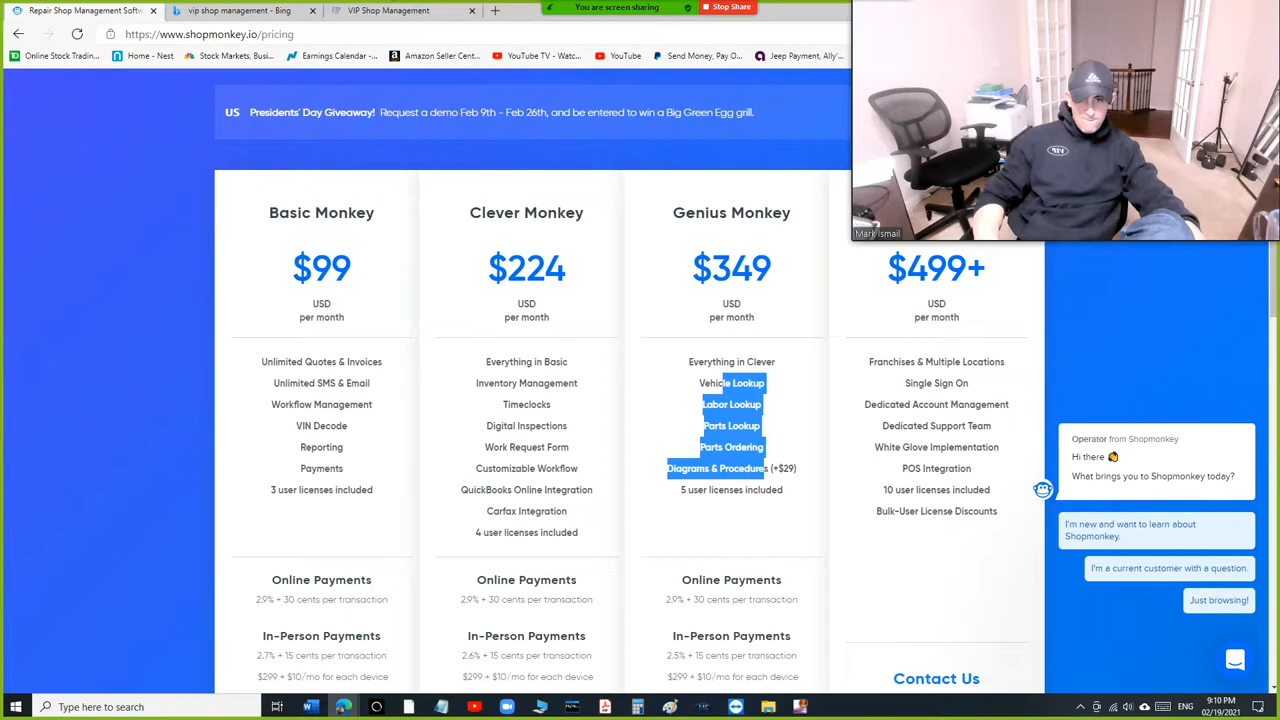 Repair Shop Management Softw
vip shop management - Bing
VIP Shop Management
You are screen sharing
Stop Share
https://www.shopmonkey.io/pricing
Online Stock Tradin...
Home - Nest
Stock Markets, Busi...
Earnings Calendar -...
Amazon Seller Cent...
YouTube TV - Watc...
YouTube
Send Money, Pay O...
Jeep Payment, Ally'...
US Presidents' Day Giveaway! Request a demo Feb 9th - Feb 26th, and be entered to win a Big Green Egg grill.
Mark Ismail
Basic Monkey
$99
USD
per month
Unlimited Quotes & Invoices
Unlimited SMS & Email
Workflow Management
VIN Decode
Reporting
Payments
3 user licenses included
Online Payments
2.9% + 30 cents per transaction
In-Person Payments
2.7% + 15 cents per transaction
$299 + $10/mo for each device
Clever Monkey
$224
USD
per month
Everything in Basic
Inventory Management
Timeclocks
Digital Inspections
Work Request Form
Customizable Workflow
QuickBooks Online Integration
Carfax Integration
4 user licenses included
Online Payments
2.9% + 30 cents per transaction
In-Person Payments
2.6% + 15 cents per transaction
$299 + $10/mo for each device
Genius Monkey
$349
USD
per month
Everything in Clever
Vehicle Lookup
Labor Lookup
Parts Lookup
Parts Ordering
Diagrams & Procedures (+$29)
5 user licenses included
Online Payments
2.9% + 30 cents per transaction
In-Person Payments
2.5% + 15 cents per transaction
$299 + $10/mo for each device
$499+
USD
per month
Franchises & Multiple Locations
Single Sign On
Dedicated Account Management
Dedicated Support Team
White Glove Implementation
POS Integration
10 user licenses included
Bulk-User License Discounts
Contact Us
Operator from Shopmonkey
Hi there
What brings you to Shopmonkey today?
I'm new and want to learn about
Shopmonkey.
I'm a current customer with a question.
Just browsing!
Type here to search
ENG
9:10 PM
02/19/2021